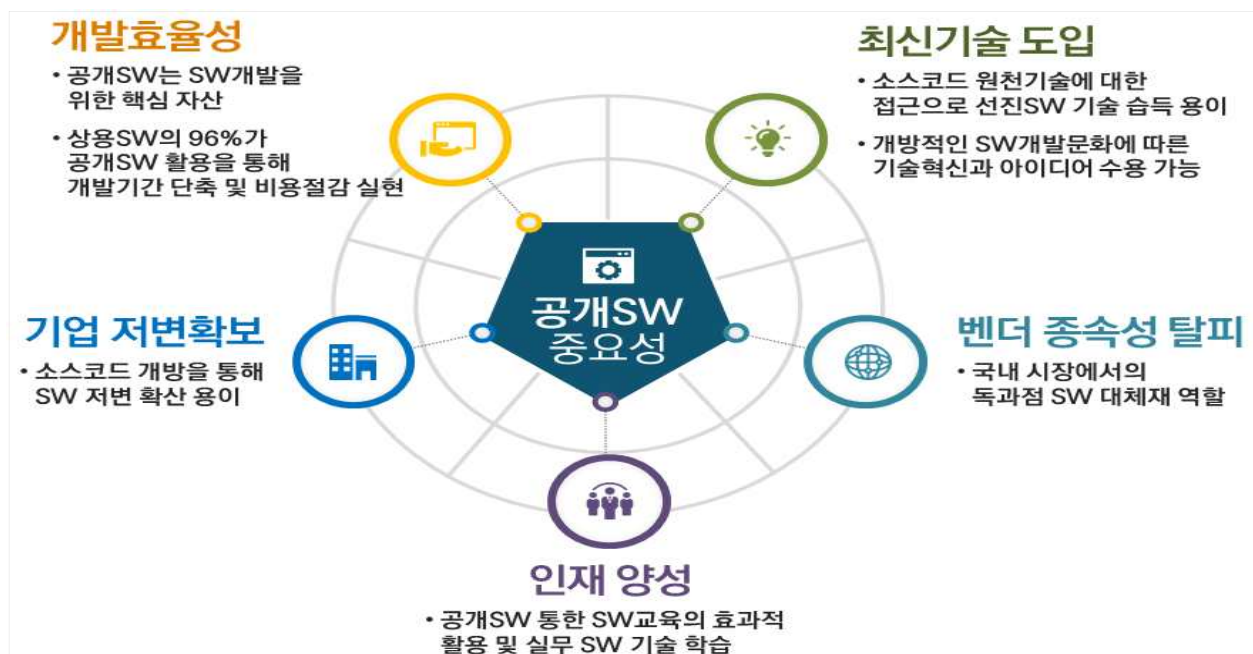 개발효율성
• 공개SW는 SW개발을
위한 핵심 자산
• 상용SW의 96%가
공개SW 활용을 통해
개발기간 단축 및 비용절감 실현
최신기술 도입
• 소스코드 원천기술에 대한
접근으로 선진SW 기술 습득 용이
• 개방적인 SW개발문화에 따른
기술혁신과 아이디어 수용 가능
공개SW
중요성
기업 저변확보
• 소스코드 개방을 통해
SW 저변 확산 용이
벤더 종속성 탈피
• 국내 시장에서의
독과점 SW 대체재 역할
인재 양성
• 공개SW 통한 SW교육의 효과적
활용 및 실무 SW 기술 학습